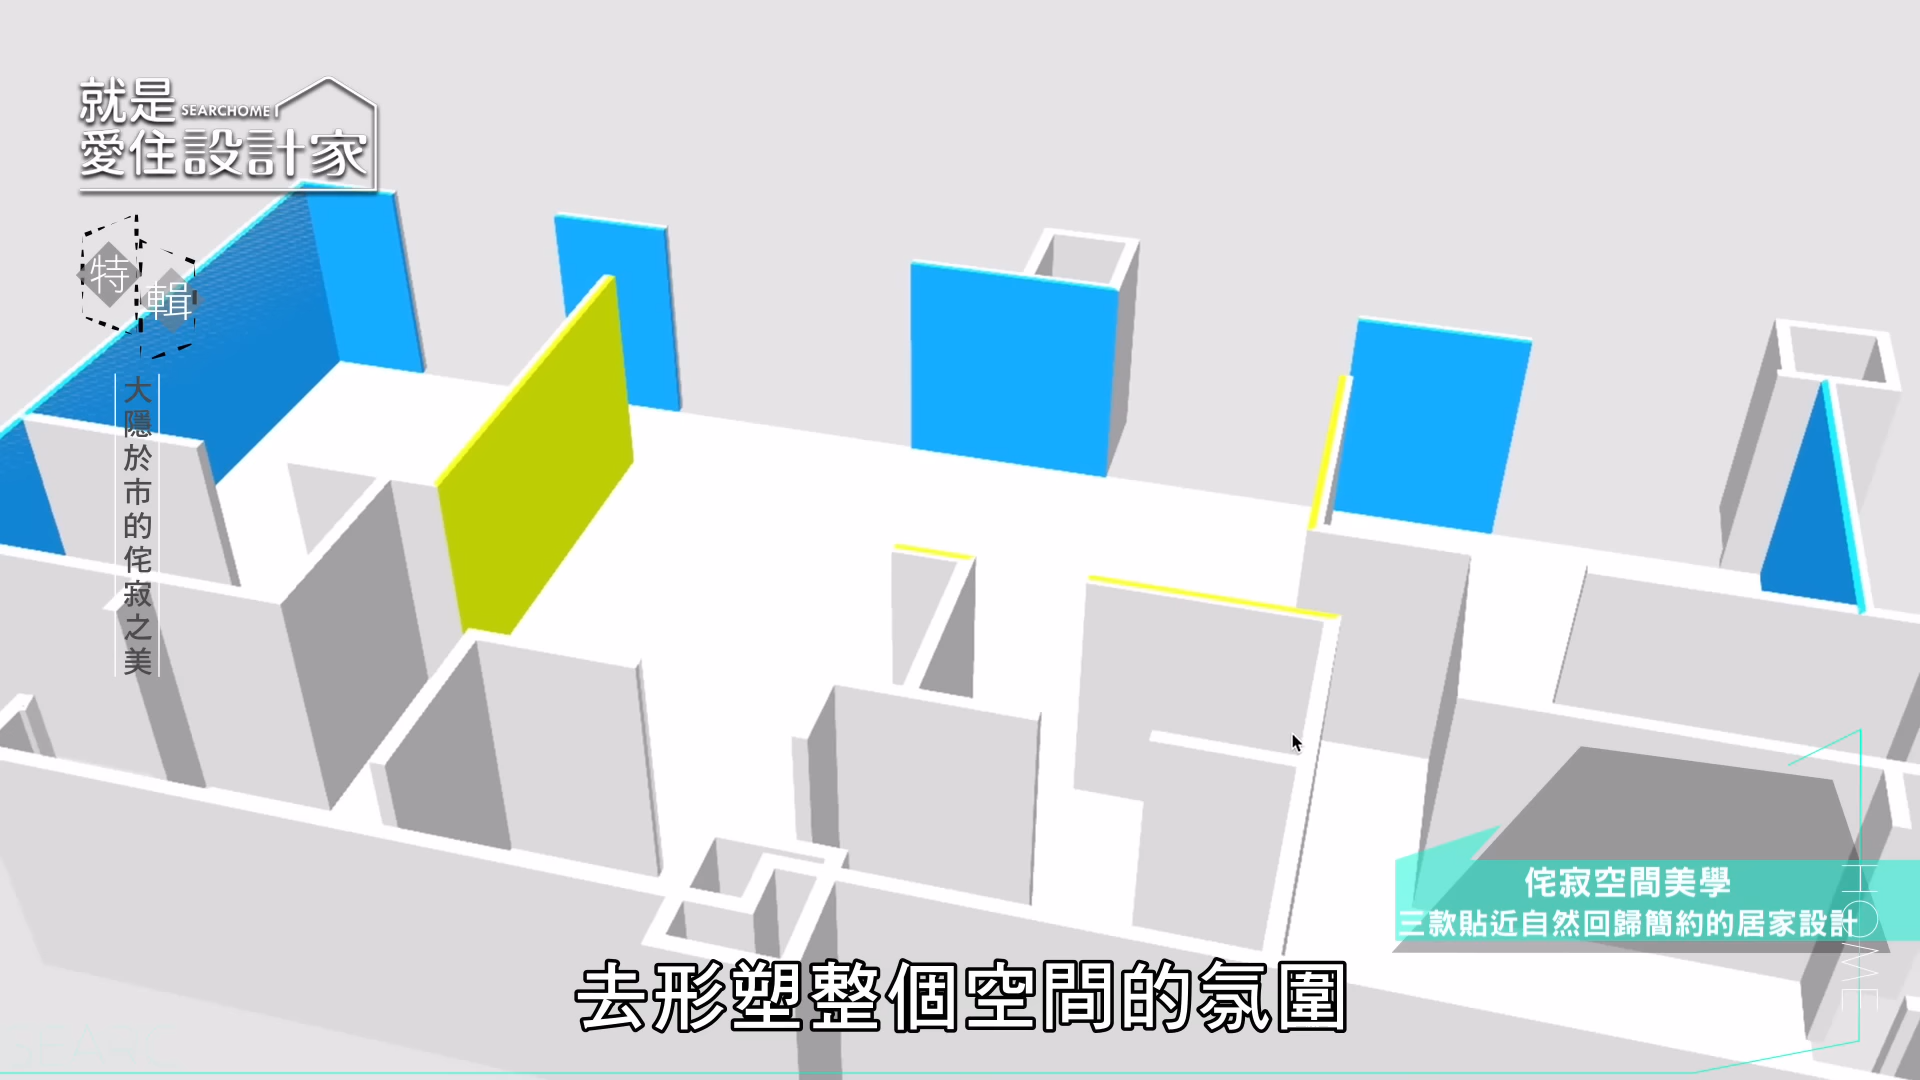 就是 SEARCHOME
愛住設計家
特輯
大隱於市的侘寂之美
侘寂空間美學
三款貼近自然回歸簡約的居家設計
HOME
去形塑整個空間的氛圍